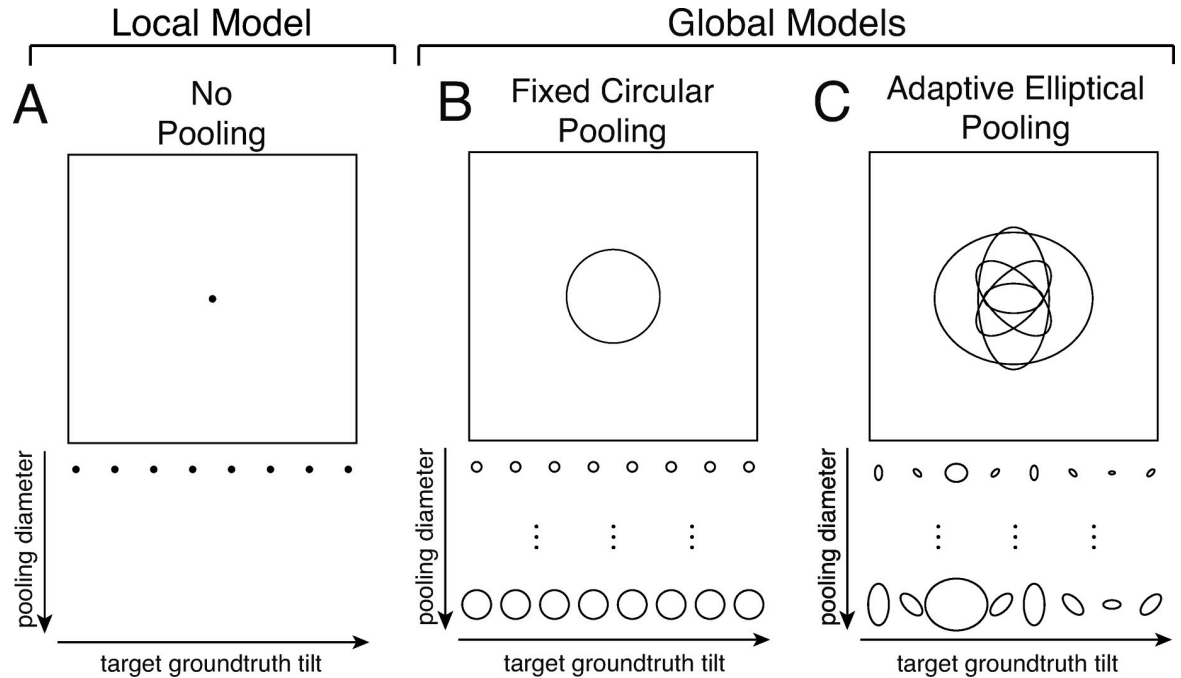 Local Model
Global Models
A
No
Pooling
B
Fixed Circular
Pooling
C
Adaptive Elliptical
Pooling
pooling diameter
target groundtruth tilt
pooling diameter
target groundtruth tilt
pooling diameter
target groundtruth tilt